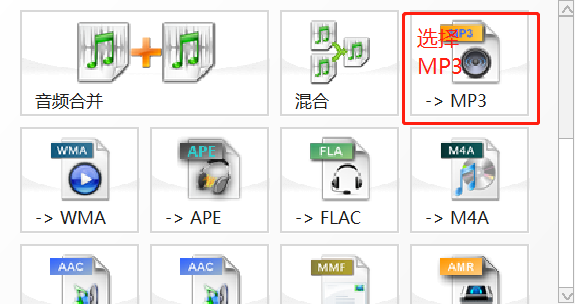 选择
MP3
MP3
音频合并
混合
-> MP3
WMA
APE
FLA
M4A
-> WMA
-> APE
-> FLAC
-> M4A
AAC
AAC
MMF
AMR